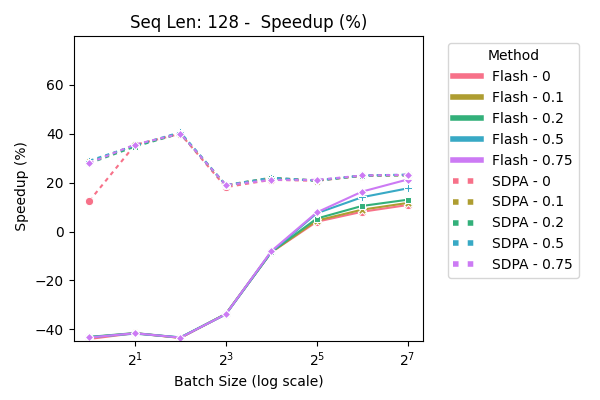 Seq Len: 128 -  Speedup (%)
Speedup (%)
60
40
20
0
−20
−40
2^1
2^3
2^5
2^7
Batch Size (log scale)
Method
Flash - 0
Flash - 0.1
Flash - 0.2
Flash - 0.5
Flash - 0.75
SDPA - 0
SDPA - 0.1
SDPA - 0.2
SDPA - 0.5
SDPA - 0.75